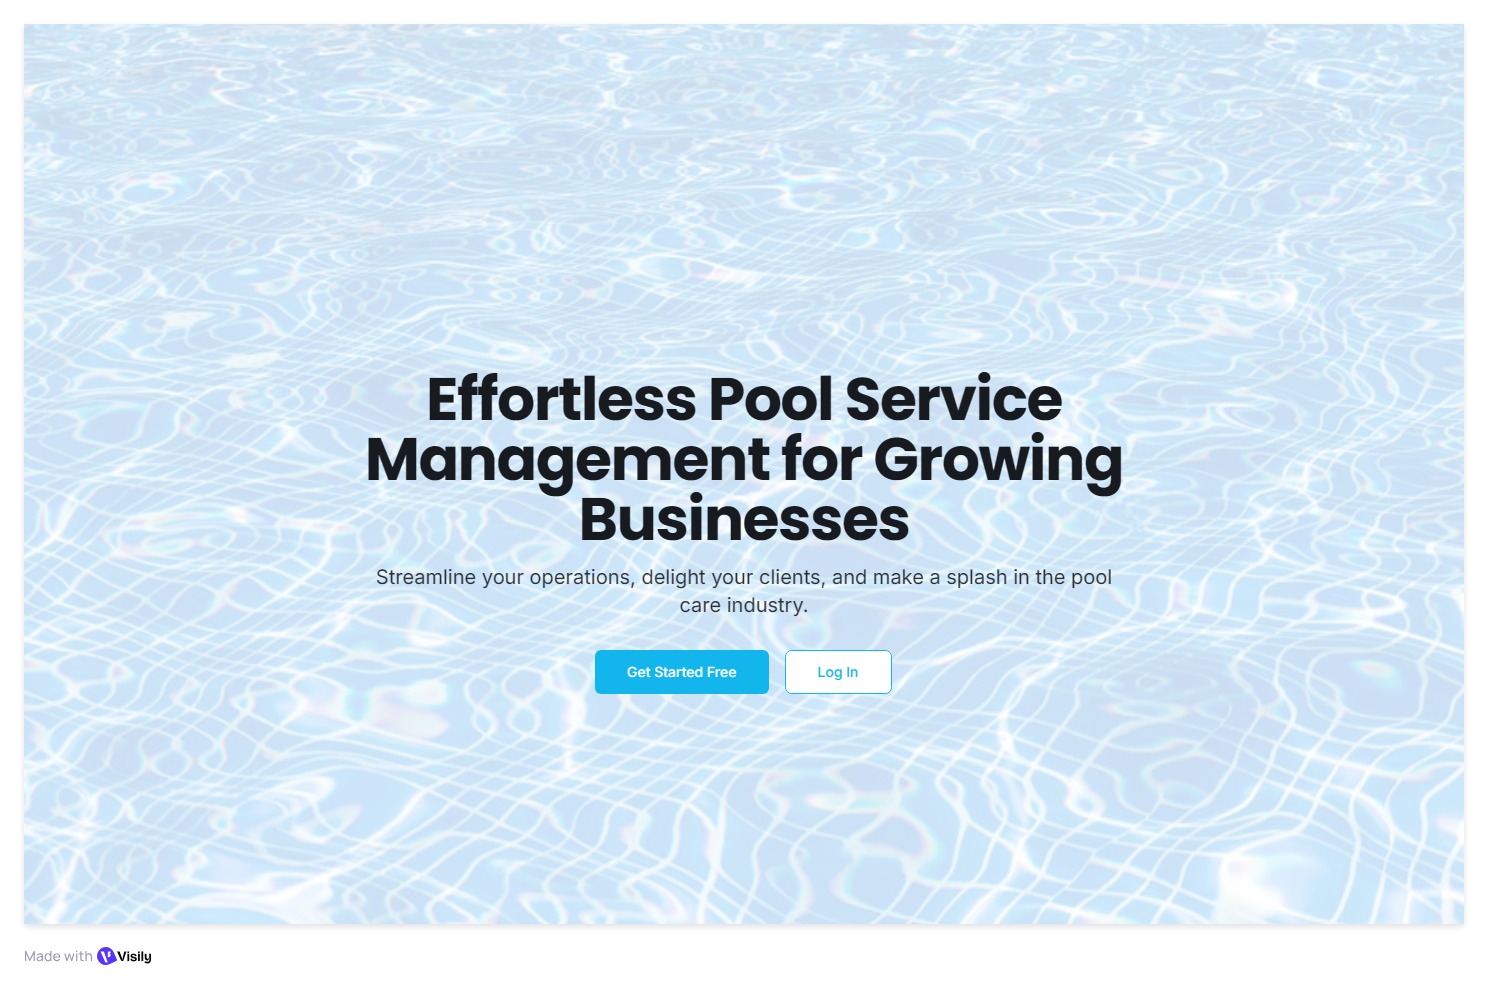 Effortless Pool Service
Management for Growing
Businesses
Streamline your operations, delight your clients, and make a splash in the pool
care industry.
Get Started Free
Log In
Made with Visily